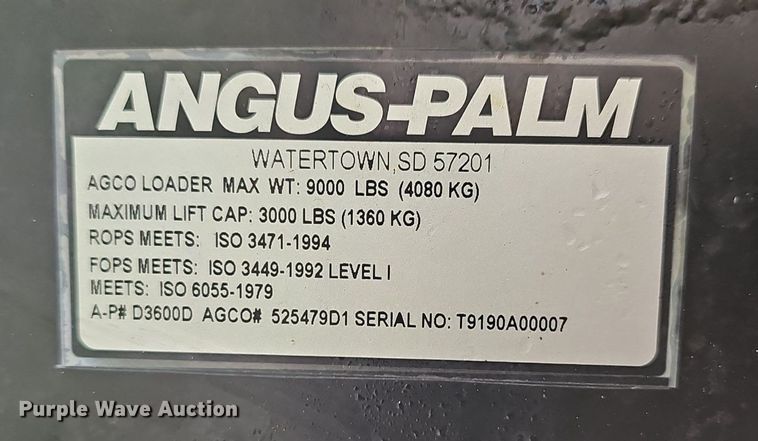 ANGUS-PALM
WATERTOWN,SD 57201
AGCO LOADER MAX WT: 9000 LBS (4080 KG)
MAXIMUM LIFT CAP: 3000 LBS (1360 KG)
ROPS MEETS: ISO 3471-1994
FOPS MEETS: ISO 3449-1992 LEVEL I
MEETS: ISO 6055-1979
A-P# D3600D AGCO# 525479D1 SERIAL NO: T9190A00007
Purple Wave Auction